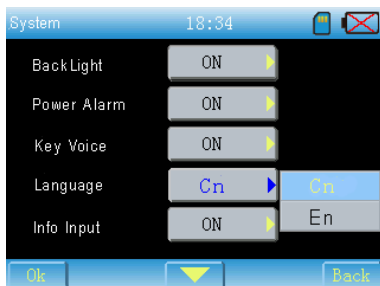 System 18:34
BackLight ON
Power Alarm ON
Key Voice ON
Language Cn Cn
En
Info Input ON
Ok Back